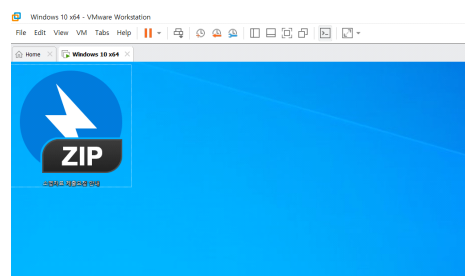 Windows 10 x64 - VMware Workstation
File Edit View VM Tabs Help
Home
Windows 10 x64
ZIP